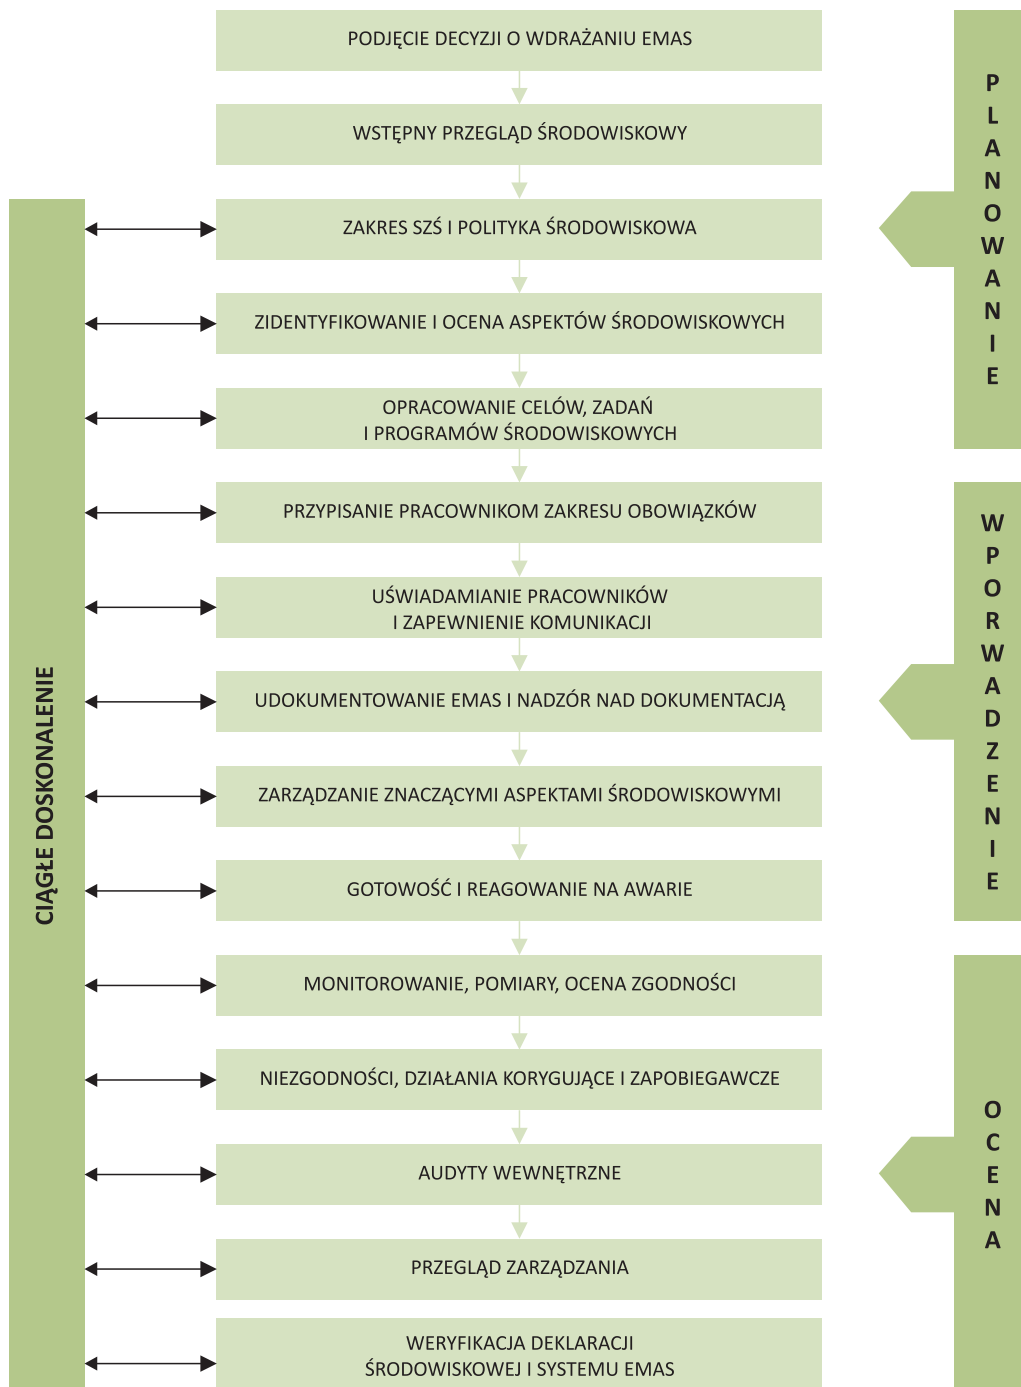 PODJĘCIE DECYZJI O WDRAŻANIU EMAS
WSTĘPNY PRZEGLĄD ŚRODOWISKOWY
ZAKRES SZŚ I POLITYKA ŚRODOWISKOWA
ZIDENTYFIKOWANIE I OCENA ASPEKTÓW ŚRODOWISKOWYCH
OPRACOWANIE CELÓW, ZADAŃ
I PROGRAMÓW ŚRODOWISKOWYCH
PLANOWANIE
PRZYPISANIE PRACOWNIKOM ZAKRESU OBOWIĄZKÓW
UŚWIADAMIANIE PRACOWNIKÓW
I ZAPEWNIENIE KOMUNIKACJI
UDOKUMENTOWANIE EMAS I NADZÓR NAD DOKUMENTACJĄ
ZARZĄDZANIE ZNACZĄCYMI ASPEKTAMI ŚRODOWISKOWYMI
GOTOWOŚĆ I REAGOWANIE NA AWARIE
WPORWADZENIE
MONITOROWANIE, POMIARY, OCENA ZGODNOŚCI
NIEZGODNOŚCI, DZIAŁANIA KORYGUJĄCE I ZAPOBIEGAWCZE
AUDYTY WEWNĘTRZNE
PRZEGLĄD ZARZĄDZANIA
WERYFIKACJA DEKLARACJI
ŚRODOWISKOWEJ I SYSTEMU EMAS
OCENA
CIĄGŁE DOSKONALENIE